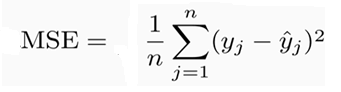 MSE = \frac{1}{n} \sum_{j=1}^{n} (y_j - \hat{y}_j)^2